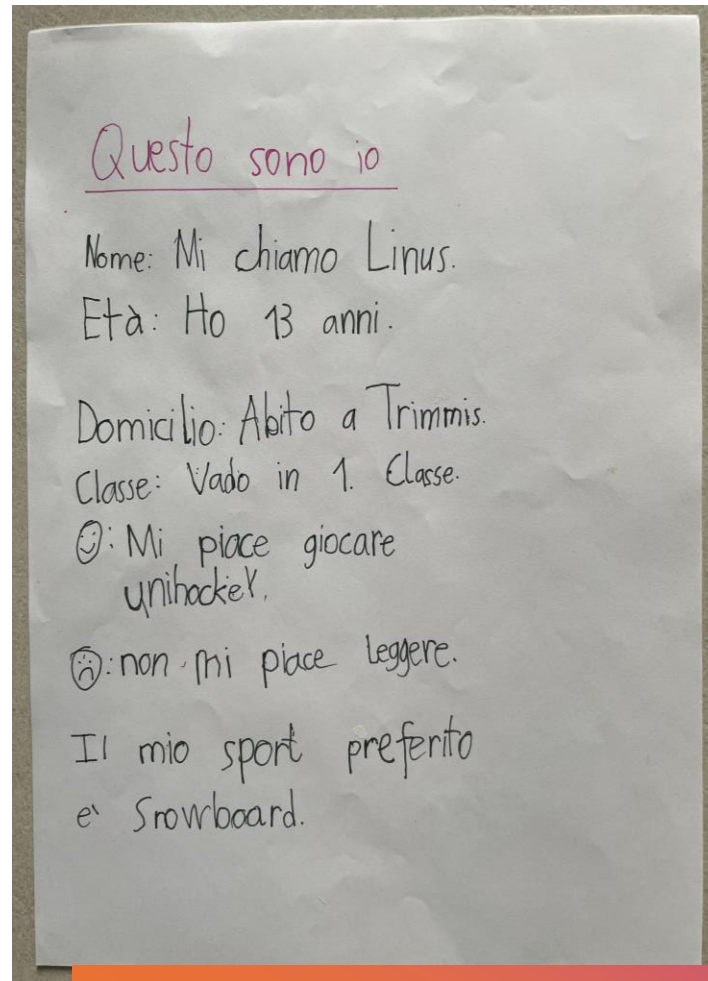 Questo sono io
Nome: Mi chiamo Linus.
Età: Ho 13 anni.
Domicilio: Abito a Trimmis.
Classe: Vado in 1. Classe.
☺: Mi piace giocare
unihockey.
☹: non mi piace leggere.
Il mio sport preferito
e` Snowboard.